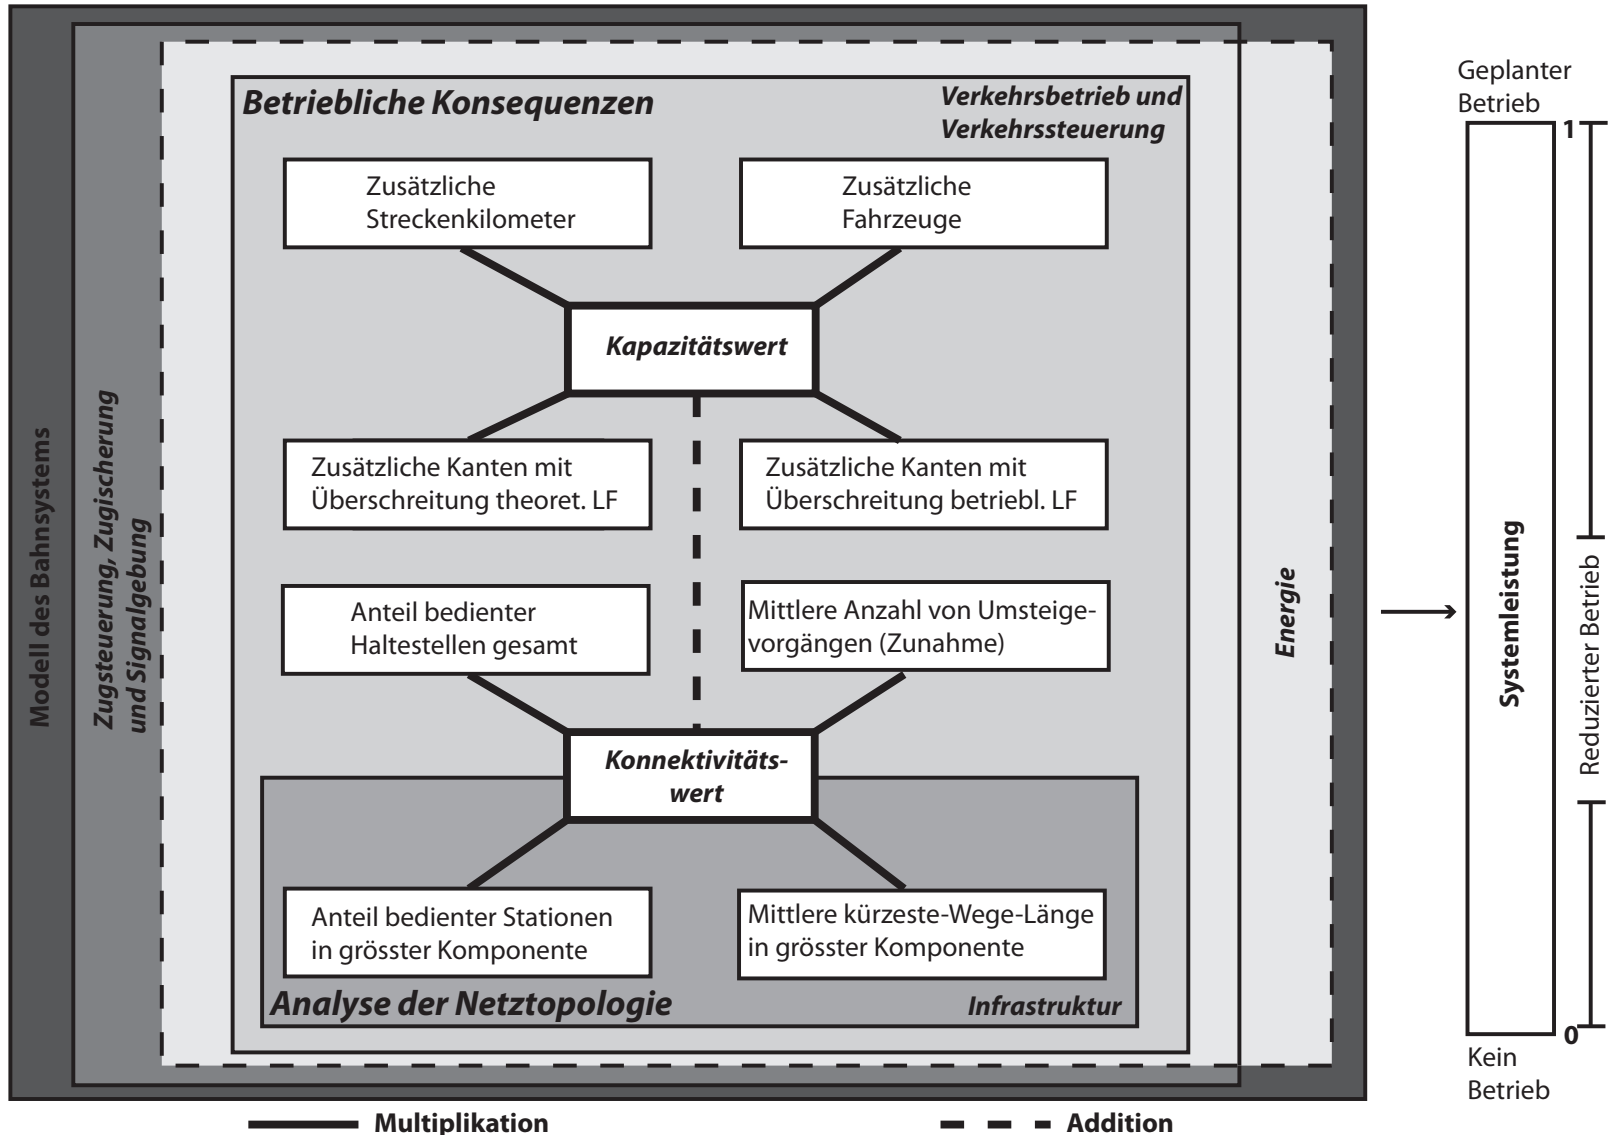 Betriebliche Konsequenzen
Verkehrsbetrieb und
Verkehrssteuerung
Zusätzliche
Streckenkilometer
Zusätzliche
Fahrzeuge
Kapazitätswert
Zusätzliche Kanten mit
Überschreitung theoret. LF
Zusätzliche Kanten mit
Überschreitung betriebl. LF
Anteil bedienter
Haltestellen gesamt
Mittlere Anzahl von Umsteige-
vorgängen (Zunahme)
Konnektivitäts-
wert
Anteil bedienter Stationen
in grösster Komponente
Mittlere kürzeste-Wege-Länge
in grösster Komponente
Analyse der Netztopologie
Infrastruktur
Modell des Bahnsystems
Zugsteuerung, Zugischerung
und Signalgebung
Energie
Geplanter
Betrieb
1
Systemleistung
Reduzierter Betrieb
0
Kein
Betrieb
Multiplikation
Addition